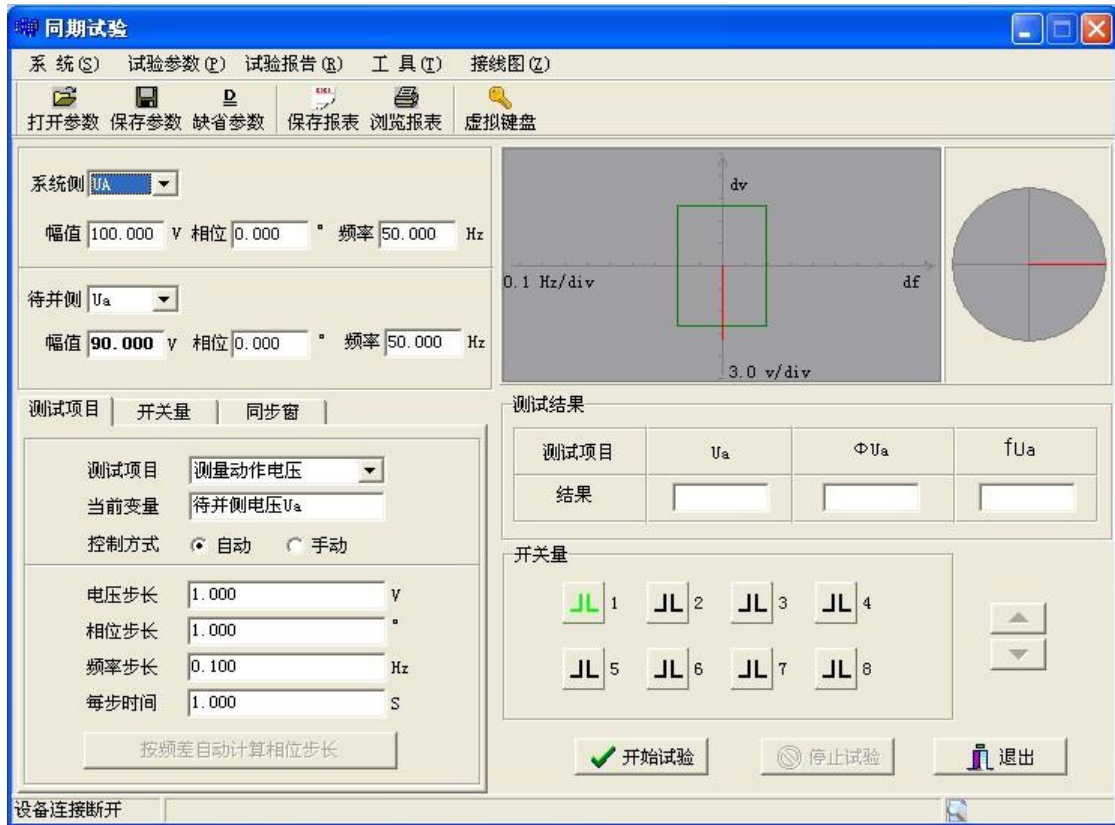 同期试验
系 统(S) 试验参数(P) 试验报告(R) 工 具(T) 接线图(Z)
打开参数 保存参数 缺省参数 保存报表 浏览报表 虚拟键盘
系统侧 UA
幅值 100.000 V 相位 0.000 ° 频率 50.000 Hz
待并侧 Ua
幅值 90.000 V 相位 0.000 ° 频率 50.000 Hz
dv
0.1 Hz/div df
3.0 v/div
测试项目 开关量 同步窗
测试项目 测量动作电压
当前变量 待并侧电压Ua
控制方式 自动 手动
电压步长 1.000 V
相位步长 1.000 °
频率步长 0.100 Hz
每步时间 1.000 S
按频差自动计算相位步长
测试结果
测试项目 Ua ΦUa fUa
结果
开关量
1 2 3 4
5 6 7 8
开始试验 停止试验 退出
设备连接断开